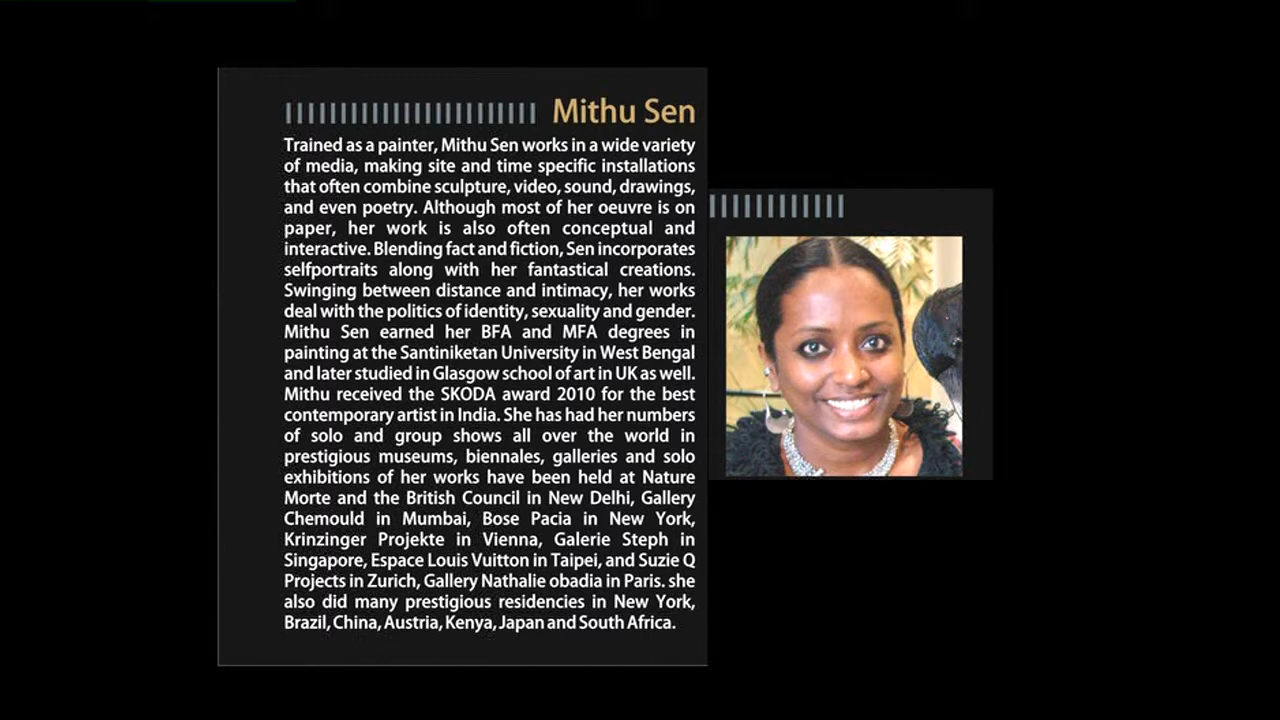 Mithu Sen
Trained as a painter, Mithu Sen works in a wide variety
of media, making site and time specific installations
that often combine sculpture, video, sound, drawings,
and even poetry. Although most of her oeuvre is on
paper, her work is also often conceptual and
interactive. Blending fact and fiction, Sen incorporates
selfportraits along with her fantastical creations.
Swinging between distance and intimacy, her works
deal with the politics of identity, sexuality and gender.
Mithu Sen earned her BFA and MFA degrees in
painting at the Santiniketan University in West Bengal
and later studied in Glasgow school of art in UK as well.
Mithu received the SKODA award 2010 for the best
contemporary artist in India. She has had her numbers
of solo and group shows all over the world in
prestigious museums, biennales, galleries and solo
exhibitions of her works have been held at Nature
Morte and the British Council in New Delhi, Gallery
Chemould in Mumbai, Bose Pacia in New York,
Krinzinger Projekte in Vienna, Galerie Steph in
Singapore, Espace Louis Vuitton in Taipei, and Suzie Q
Projects in Zurich, Gallery Nathalie obadia in Paris. she
also did many prestigious residencies in New York,
Brazil, China, Austria, Kenya, Japan and South Africa.